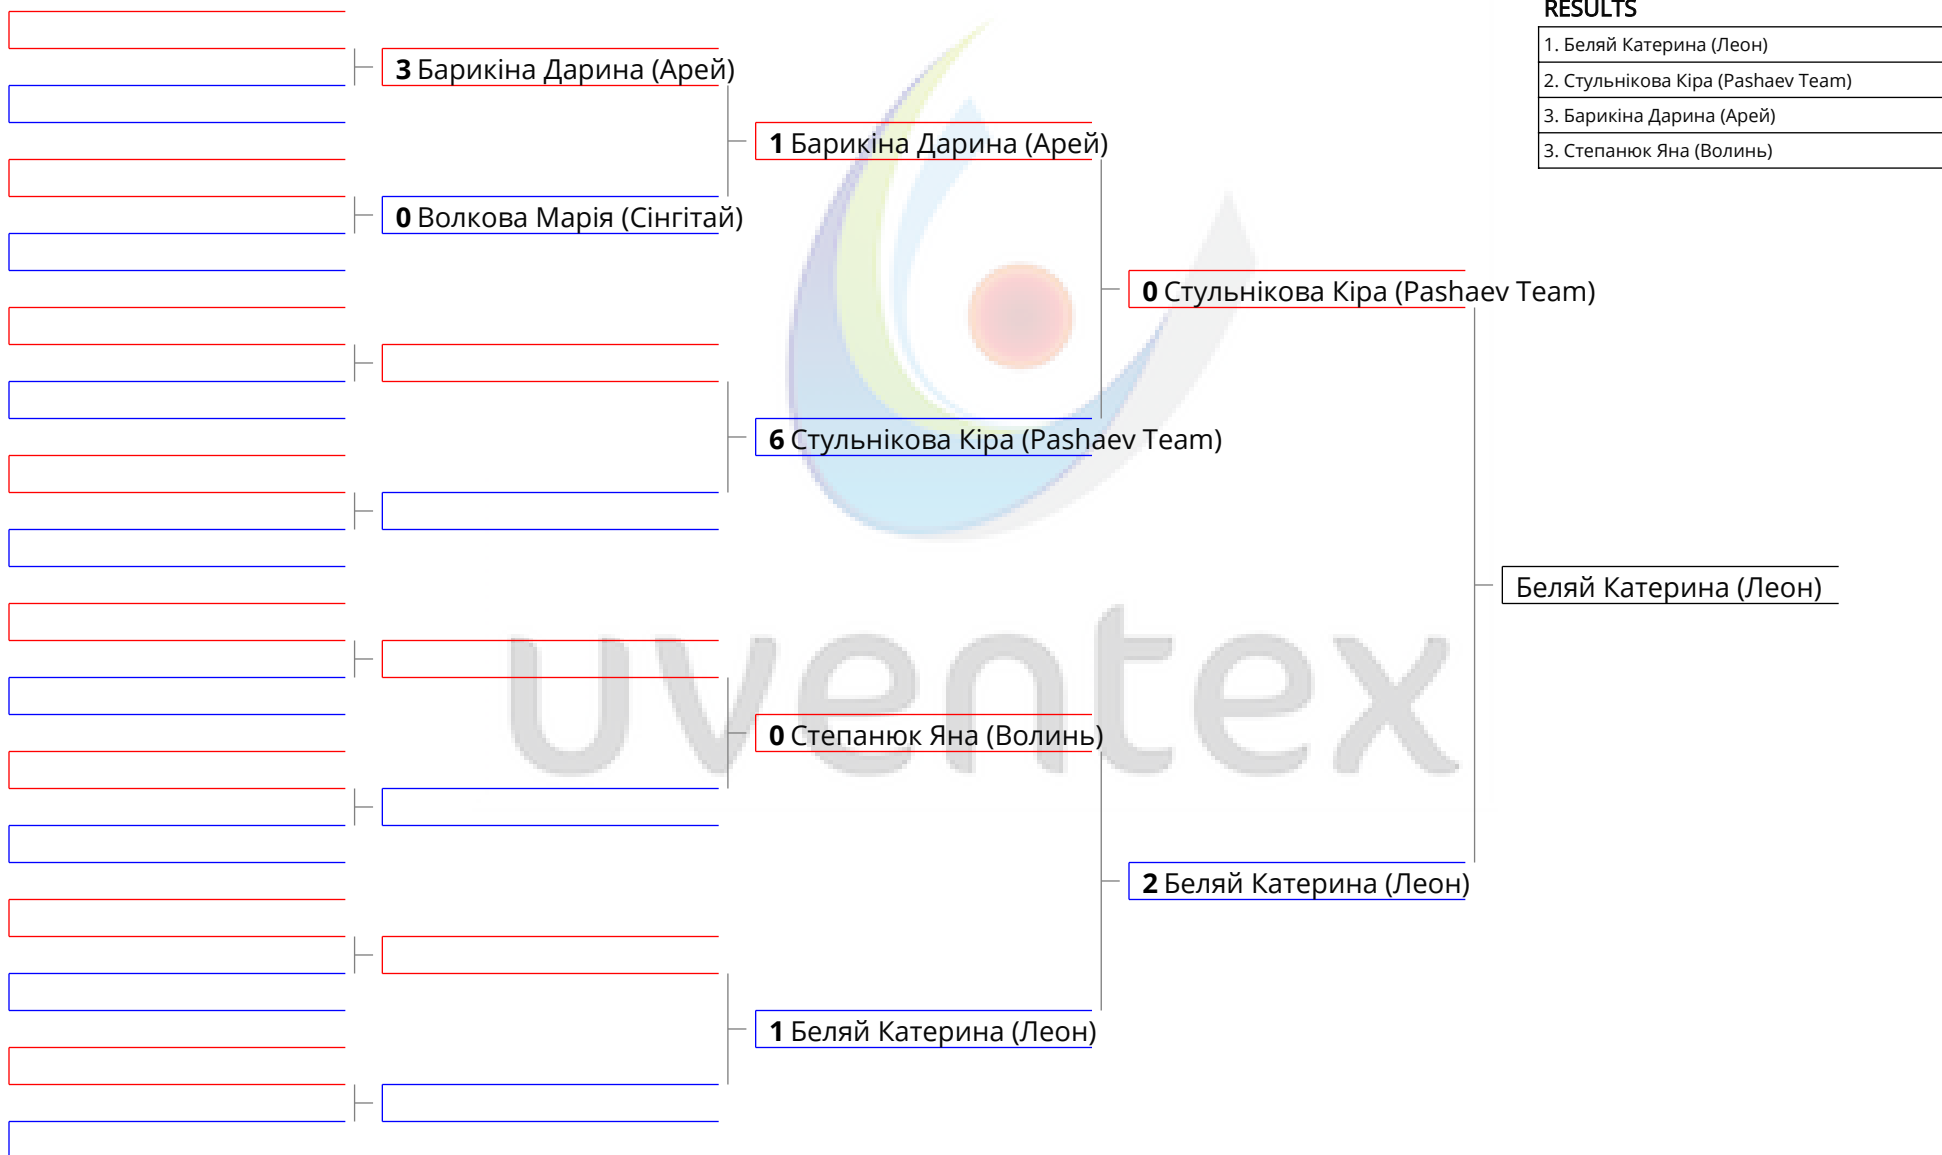 RESULTS
1. Беляй Катерина (Леон)
2. Стульнікова Кіра (Pashaev Team)
3. Барикіна Дарина (Арей)
3. Степанюк Яна (Волинь)
3 Барикіна Дарина (Арей)
1 Барикіна Дарина (Арей)
0 Волкова Марія (Сінгітай)
0 Стульнікова Кіра (Pashaev Team)
6 Стульнікова Кіра (Pashaev Team)
Беляй Катерина (Леон)
uventex
0 Степанюк Яна (Волинь)
2 Беляй Катерина (Леон)
1 Беляй Катерина (Леон)